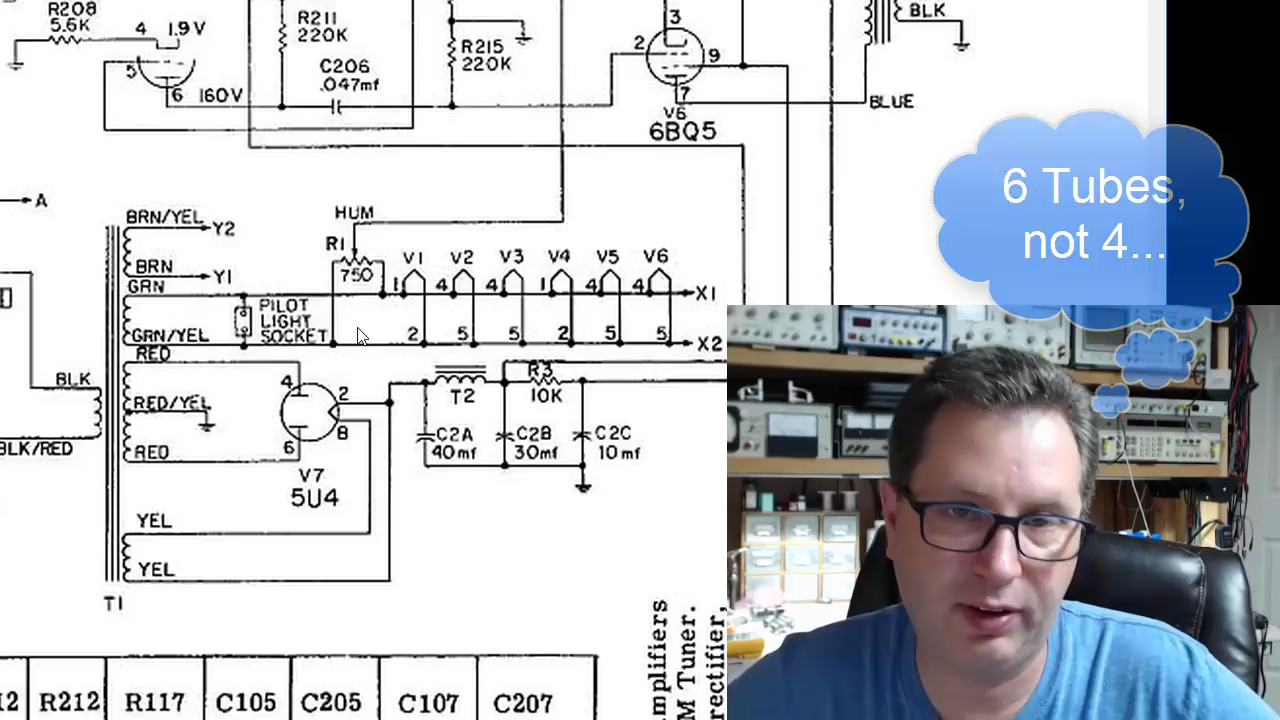 R208
5.6K
4
1.9V
5
6
160V
R211
220K
C206
.047mf
R215
220K
3
2
9
7
V6
6BQ5
BLK
BLUE
6 Tubes,
not 4...
A
BRN/YEL
Y2
BRN
Y1
GRN
HUM
R1
750
V1
V2
V3
V4
V5
V6
1
4
4
1
4
4
X1
PILOT
LIGHT
SOCKET
GRN/YEL
2
5
5
2
5
5
X2
RED
BLK
RED/YEL
BLK/RED
RED
4
2
8
6
V7
5U4
T2
R3
10K
C2A
40mf
C2B
30mf
C2C
10mf
YEL
YEL
T1
R212
R117
C105
C205
C107
C207